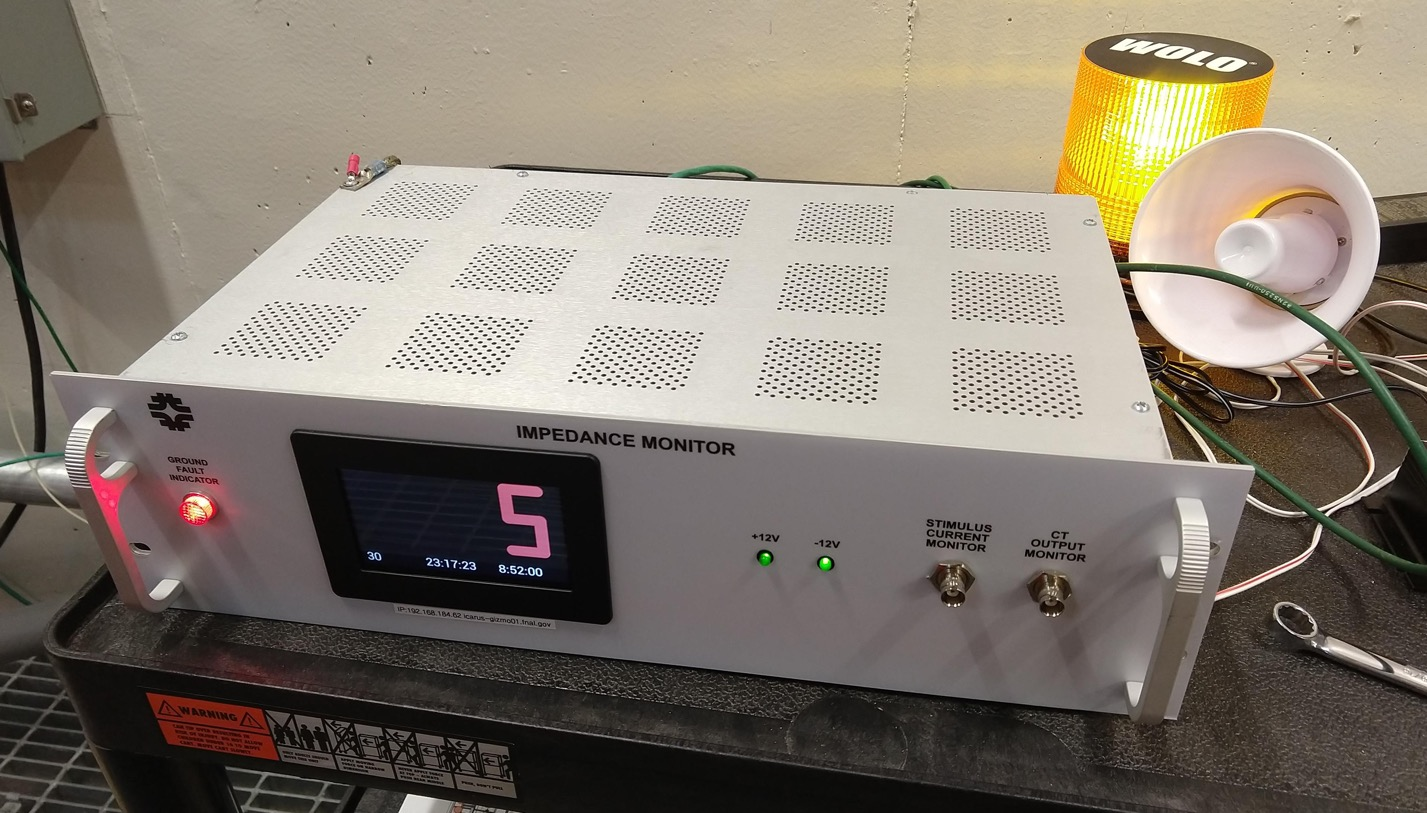 WOLO
IMPEDANCE MONITOR
GROUND
FAULT
INDICATOR
5
30 23:17:23 8:52:00
IP:192.168.184.62 icarus-gizmo01.fnal.gov
+12V
-12V
STIMULUS
CURRENT
MONITOR
CT
OUTPUT
MONITOR
WARNING